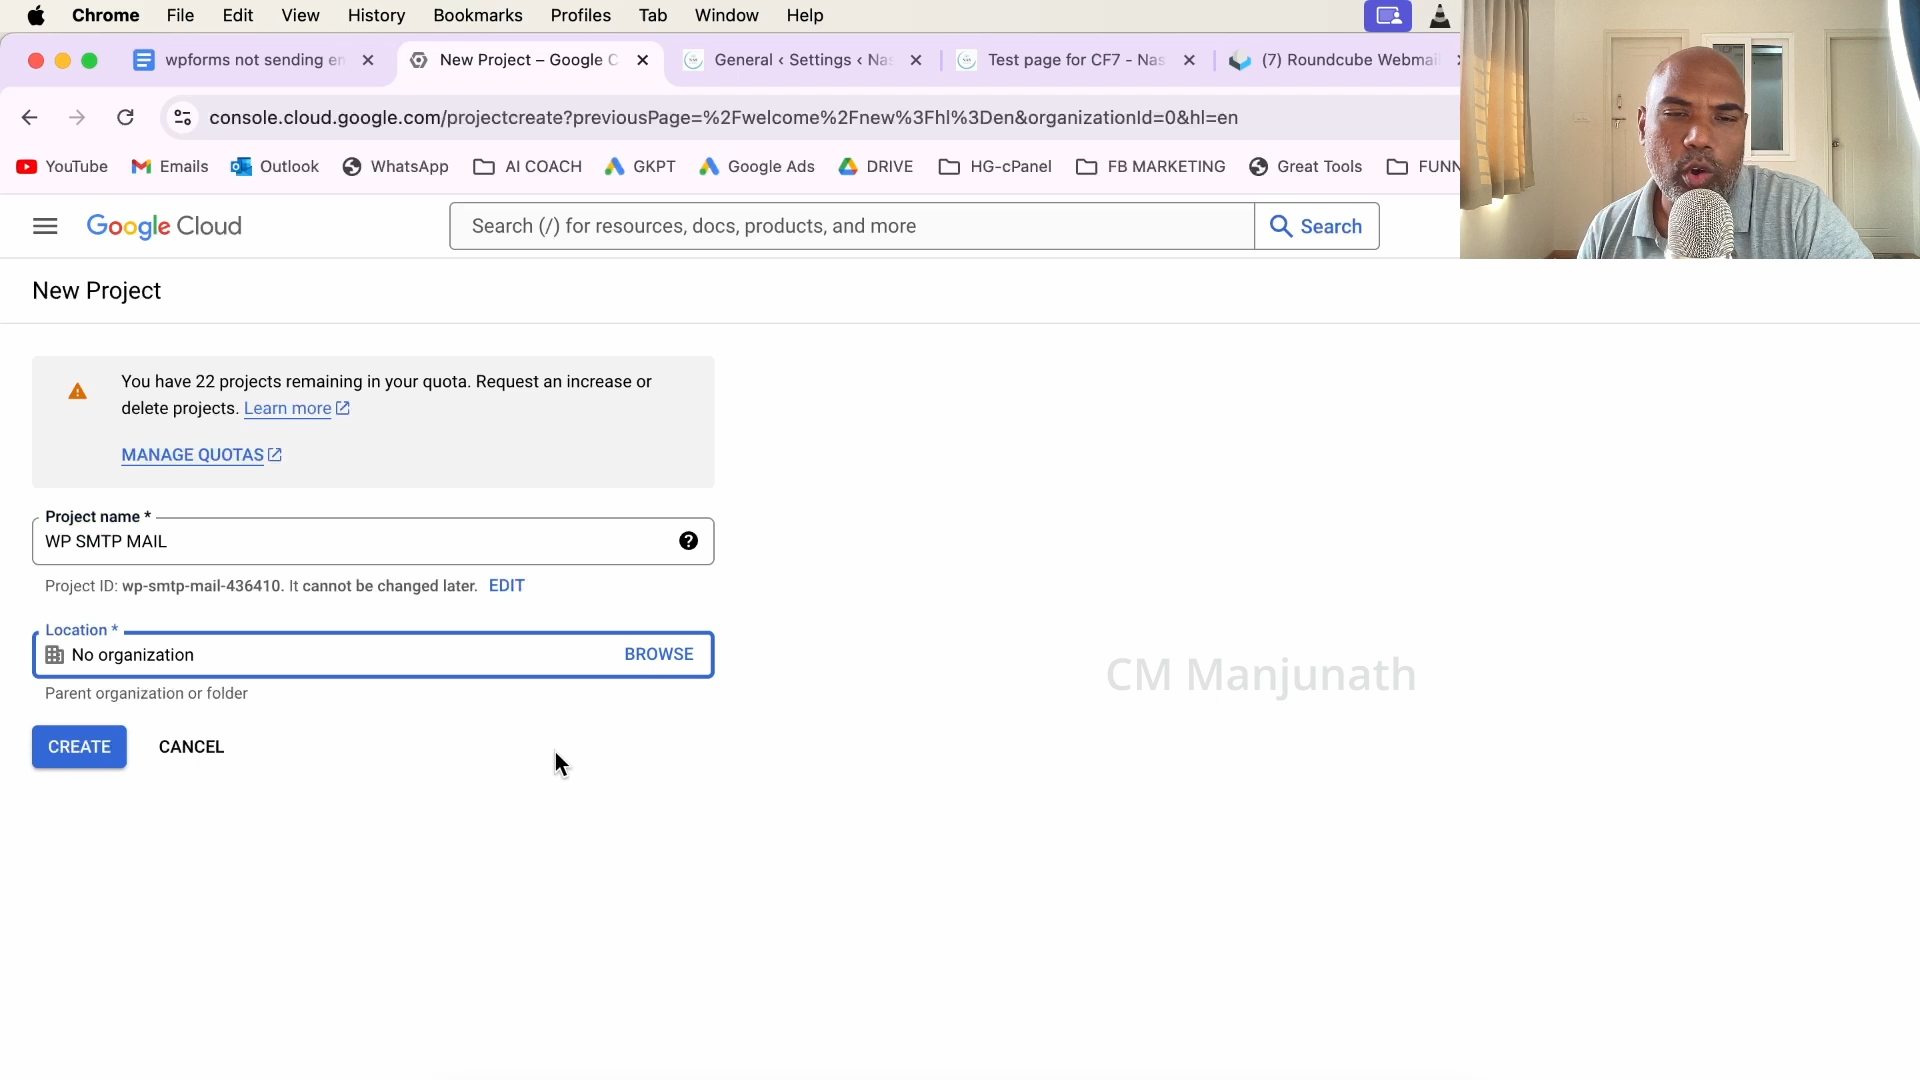 Chrome File Edit View History Bookmarks Profiles Tab Window Help
wpforms not sending em New Project – Google C General ‹ Settings ‹ Nas Test page for CF7 - Nas (7) Roundcube Webmail
console.cloud.google.com/projectcreate?previousPage=%2Fwelcome%2Fnew%3Fhl%3Den&organizationId=0&hl=en
YouTube Emails Outlook WhatsApp AI COACH GKPT Google Ads DRIVE HG-cPanel FB MARKETING Great Tools FUNN
Google Cloud Search (/) for resources, docs, products, and more Search
New Project
You have 22 projects remaining in your quota. Request an increase or
delete projects. Learn more
MANAGE QUOTAS
Project name *
WP SMTP MAIL
Project ID: wp-smtp-mail-436410. It cannot be changed later. EDIT
Location *
No organization BROWSE
Parent organization or folder
CREATE CANCEL
CM Manjunath